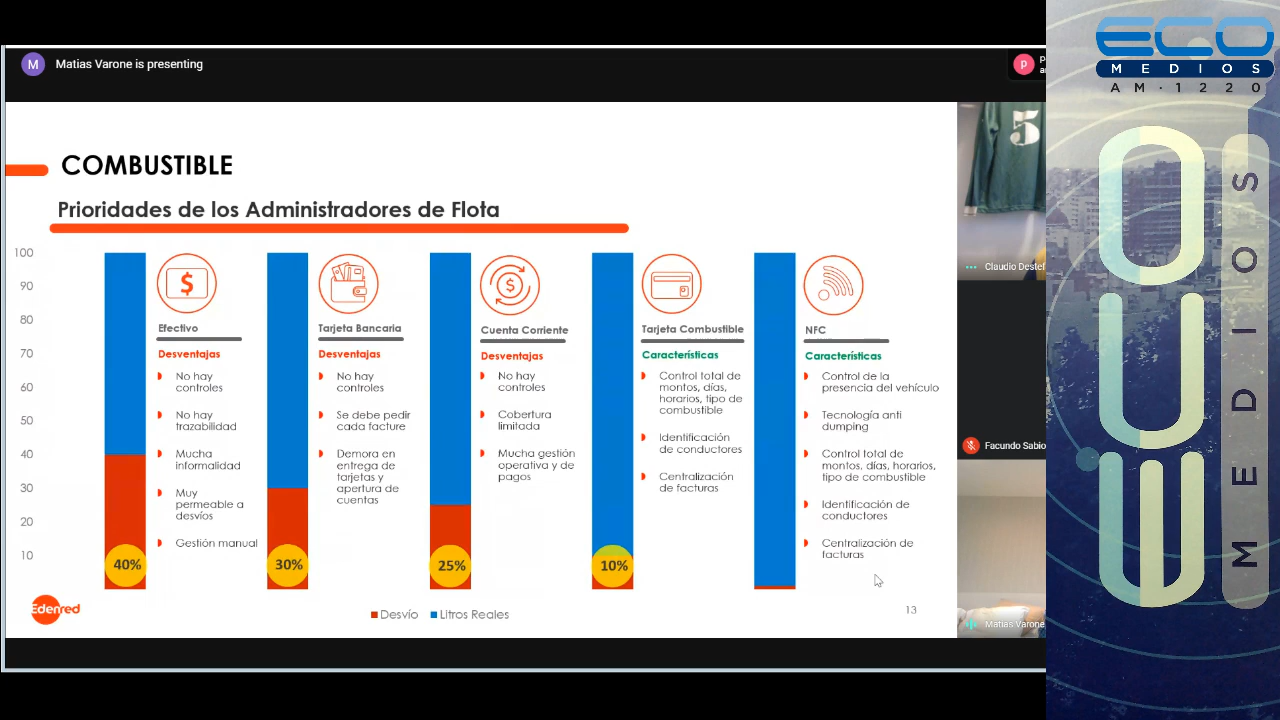 M
Matias Varone is presenting
P
COMBUSTIBLE
Prioridades de los Administradores de Flota
100
90
80
70
60
50
40
30
20
10
Efectivo
Desventajas
No hay
controles
No hay
trazabilidad
Mucha
informalidad
Muy
permeable a
desvíos
Gestión manual
40%
Tarjeta Bancaria
Desventajas
No hay
controles
Se debe pedir
cada facture
Demora en
entrega de
tarjetas y
apertura de
cuentas
30%
Cuenta Corriente
Desventajas
No hay
controles
Cobertura
limitada
Mucha gestión
operativa y de
pagos
25%
Tarjeta Combustible
Características
Control total de
montos, días,
horarios, tipo de
combustible
Identificación
de conductores
Centralización
de facturas
10%
NFC
Características
Control de la
presencia del vehículo
Tecnología anti
dumping
Control total de
montos, días, horarios,
tipo de combustible
Identificación de
conductores
Centralización de
facturas
Edenred
Desvío
Litros Reales
13
5
Claudio Destef
Facundo Sabio
Matias Varone
ECO
MEDIOS
AM·1220
ECO
MEDIOS